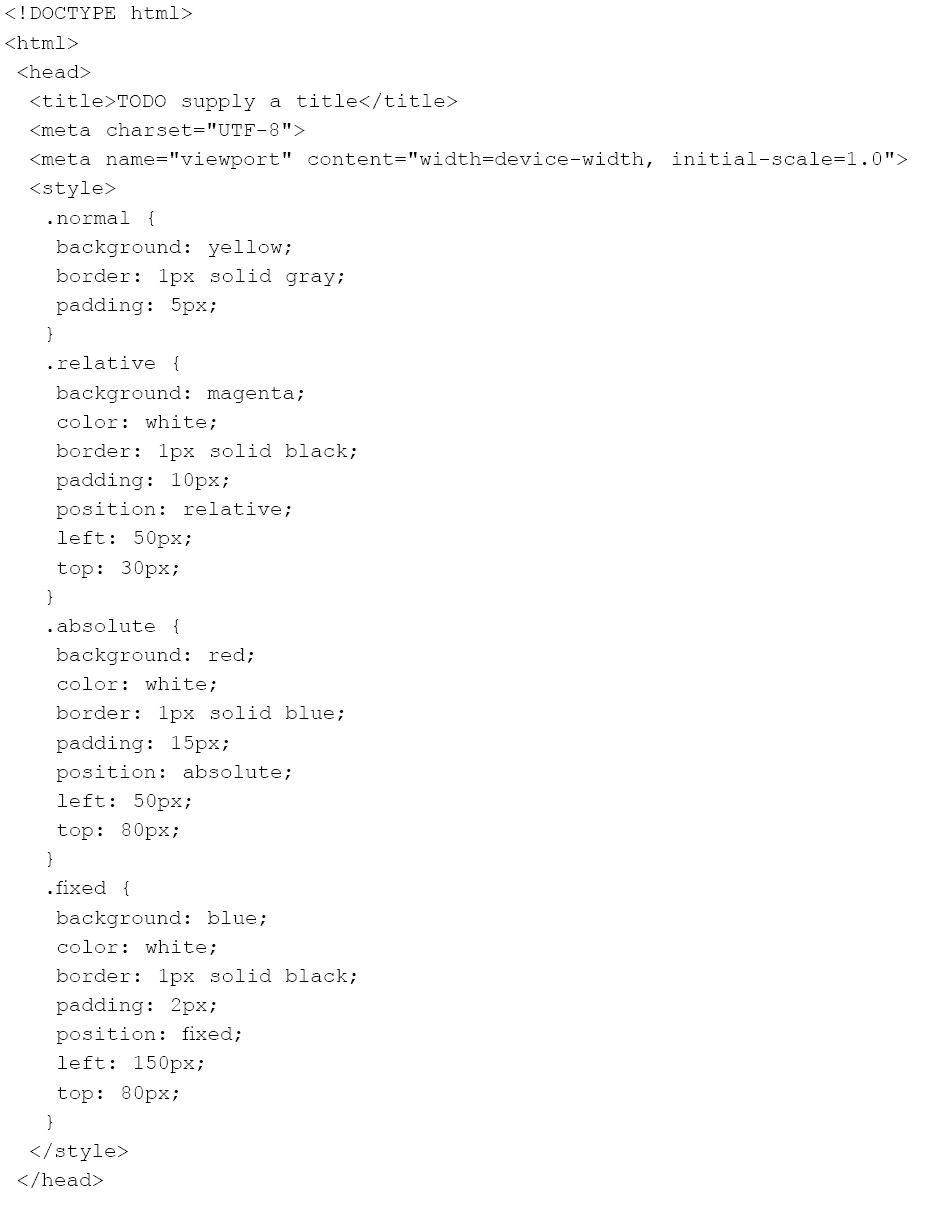 <!DOCTYPE html>
<html>
<head>
<title>TODO supply a title</title>
<meta charset="UTF-8">
<meta name="viewport" content="width=device-width, initial-scale=1.0">
<style>
.normal {
background: yellow;
border: 1px solid gray;
padding: 5px;
}
.relative {
background: magenta;
color: white;
border: 1px solid black;
padding: 10px;
position: relative;
left: 50px;
top: 30px;
}
.absolute {
background: red;
color: white;
border: 1px solid blue;
padding: 15px;
position: absolute;
left: 50px;
top: 80px;
}
.fixed {
background: blue;
color: white;
border: 1px solid black;
padding: 2px;
position: fixed;
left: 150px;
top: 80px;
}
</style>
</head>